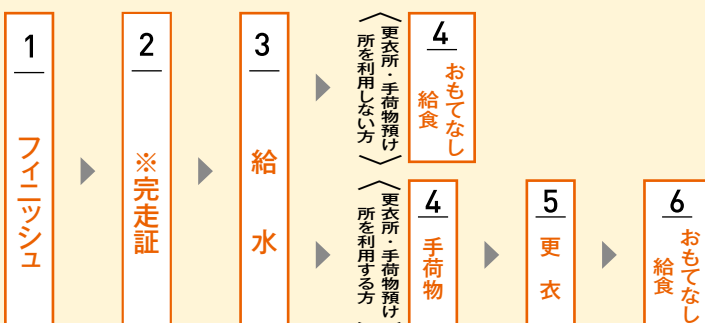 1
フィニッシュ
2
※完走証
3
給水
〈更衣所・手荷物預け
所を利用しない方〉
4
おもてなし
給食
〈更衣所・手荷物預け
所を利用する方
4
手荷物
5
更衣
6
おもてなし
給食